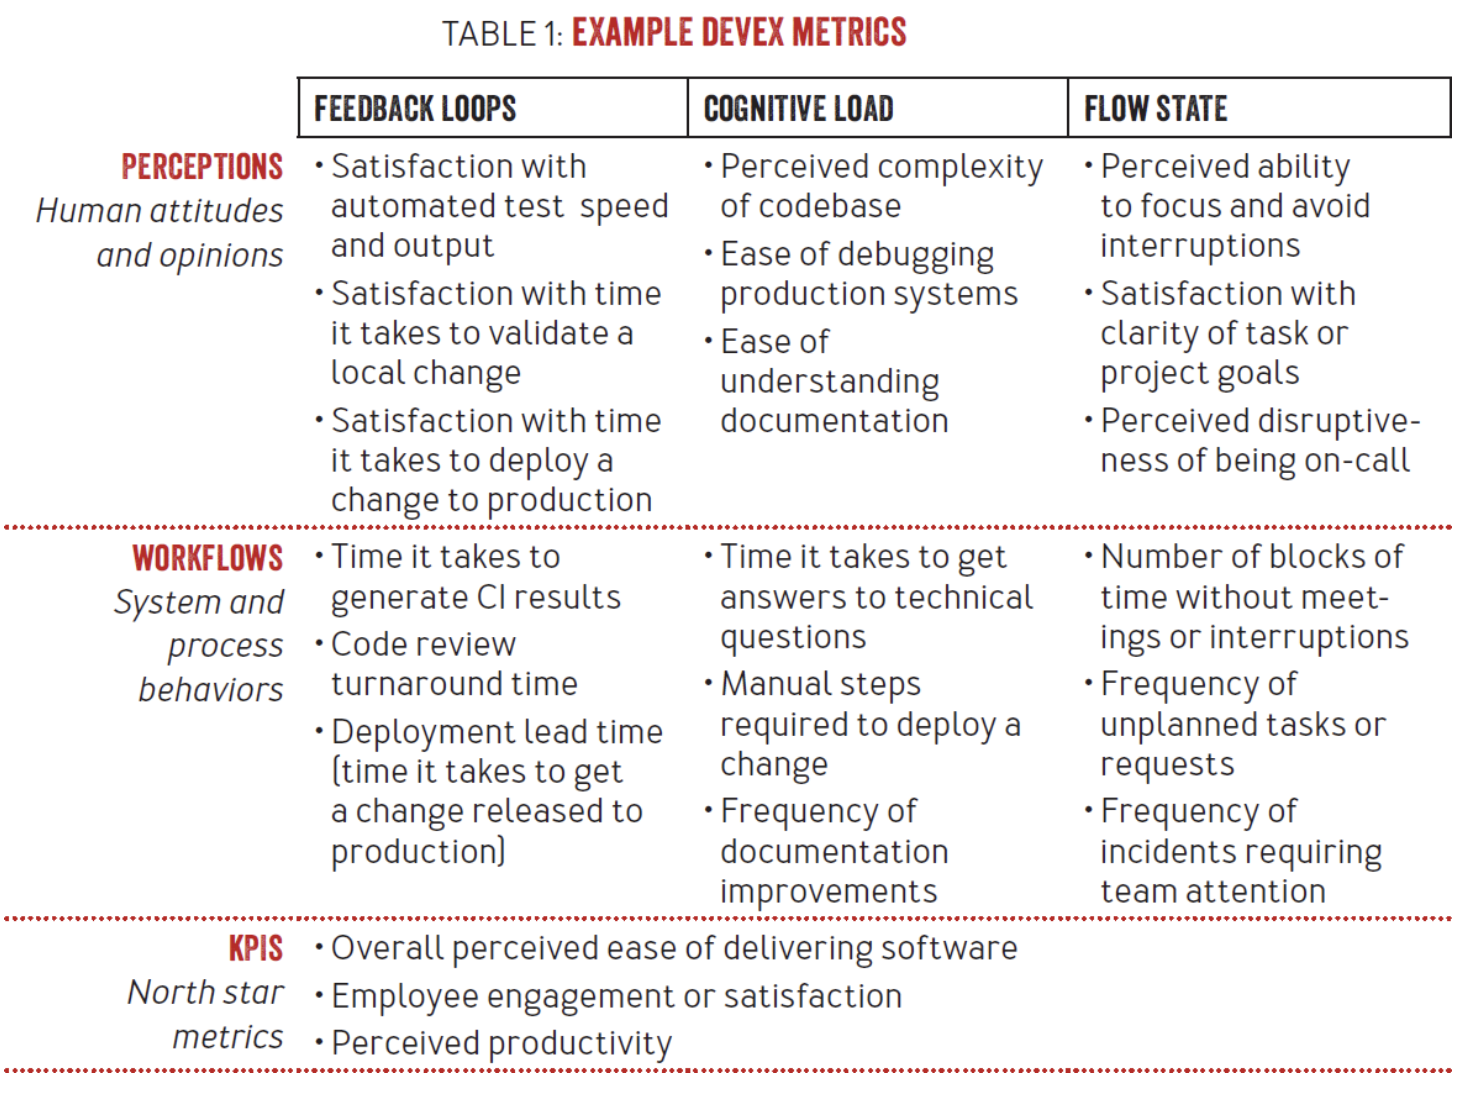 TABLE 1: EXAMPLE DEVEX METRICS
FEEDBACK LOOPS
COGNITIVE LOAD
FLOW STATE
PERCEPTIONS
Human attitudes
and opinions
• Satisfaction with
automated test speed
and output
• Satisfaction with time
it takes to validate a
local change
• Satisfaction with time
it takes to deploy a
change to production
• Perceived complexity
of codebase
• Ease of debugging
production systems
• Ease of
understanding
documentation
• Perceived ability
to focus and avoid
interruptions
• Satisfaction with
clarity of task or
project goals
• Perceived disruptive-
ness of being on-call
WORKFLOWS
System and
process
behaviors
• Time it takes to
generate CI results
• Code review
turnaround time
• Deployment lead time
(time it takes to get
a change released to
production)
• Time it takes to get
answers to technical
questions
• Manual steps
required to deploy a
change
• Frequency of
documentation
improvements
• Number of blocks of
time without meet-
ings or interruptions
• Frequency of
unplanned tasks or
requests
• Frequency of
incidents requiring
team attention
KPIS
North star
metrics
• Overall perceived ease of delivering software
• Employee engagement or satisfaction
• Perceived productivity